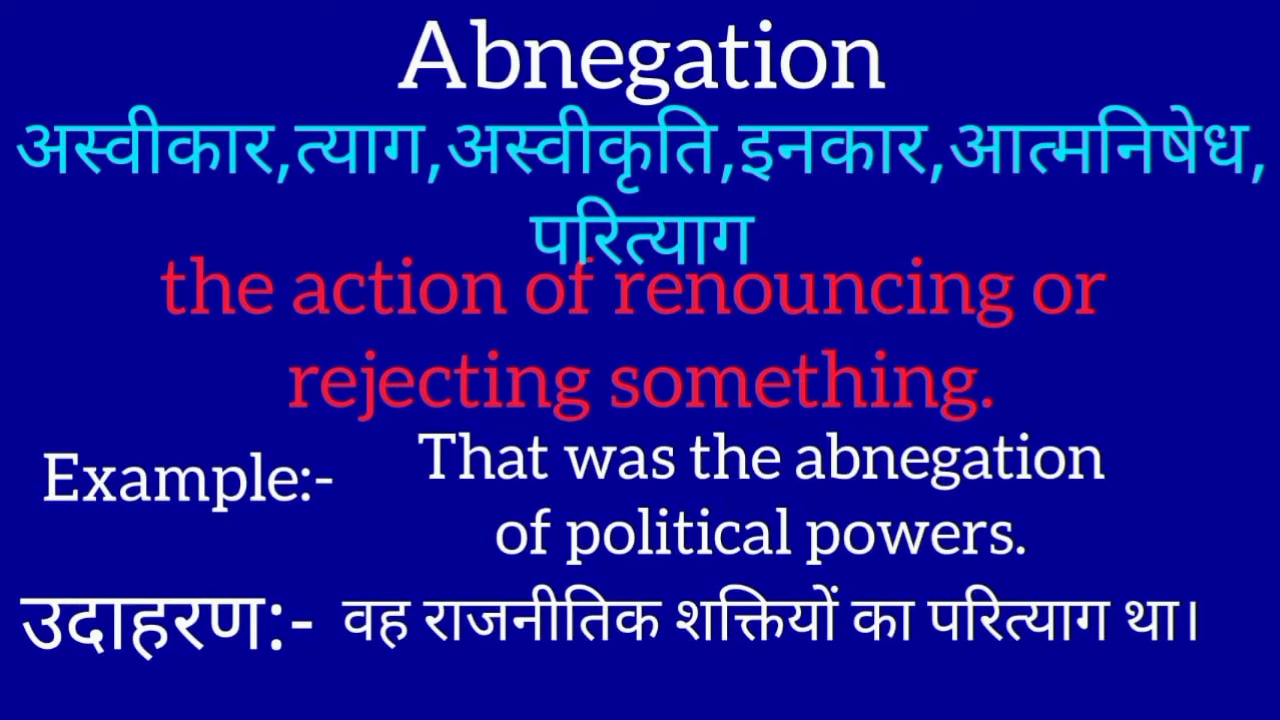 Abnegation
अस्वीकार,त्याग,अस्वीकृति,इनकार,आत्मनिषेध,
परित्याग
the action of renouncing or
rejecting something.
Example:- That was the abnegation
of political powers.
उदाहरण:- वह राजनीतिक शक्तियों का परित्याग था।